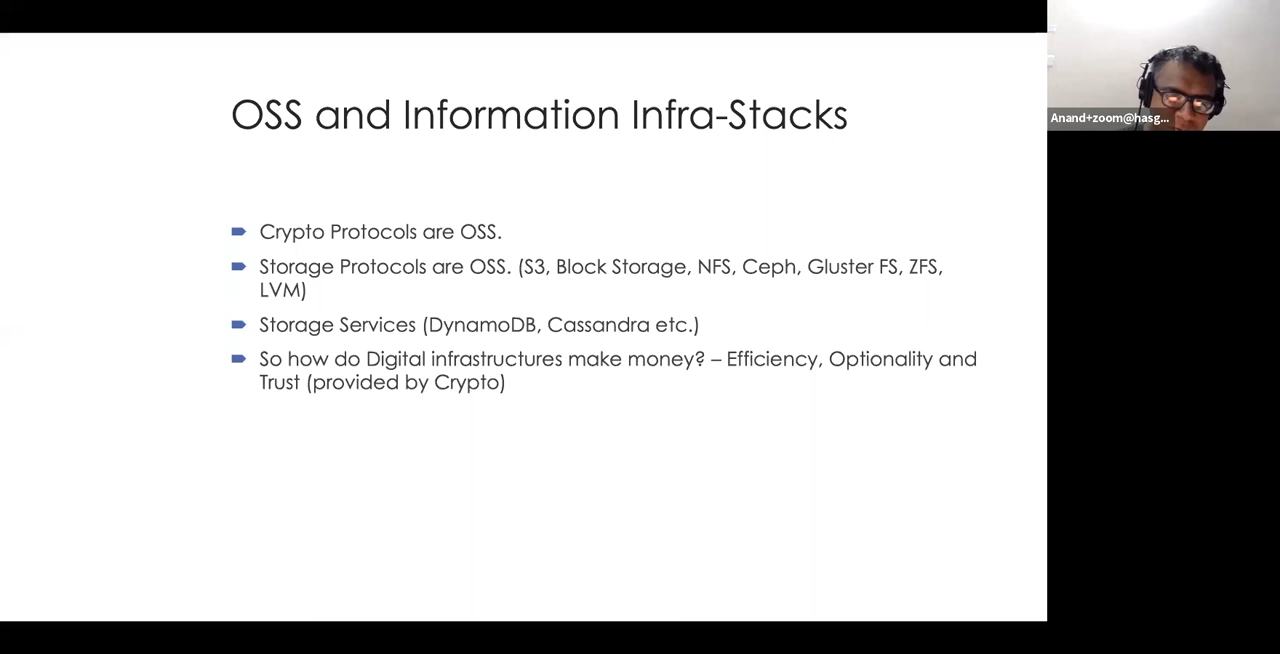 OSS and Information Infra-Stacks
Crypto Protocols are OSS.
Storage Protocols are OSS. (S3, Block Storage, NFS, Ceph, Gluster FS, ZFS,
LVM)
Storage Services (DynamoDB, Cassandra etc.)
So how do Digital infrastructures make money? – Efficiency, Optionality and
Trust (provided by Crypto)
Anand+zoom@hasg...